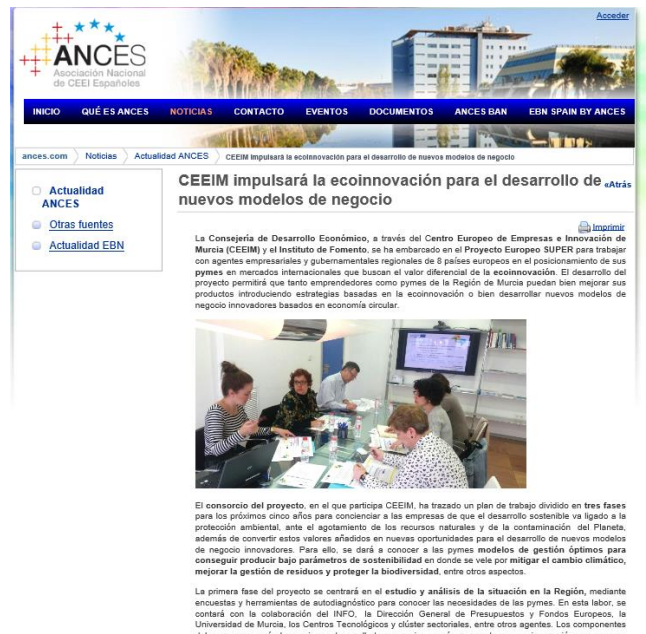 Acceder
ANCES
Asociación Nacional
de CEEI Españoles
INICIO QUÉ ES ANCES NOTICIAS CONTACTO EVENTOS DOCUMENTOS ANCES BAN EBN SPAIN BY ANCES
ances.com Noticias Actualidad ANCES CEEIM impulsará la ecoinnovación para el desarrollo de nuevos modelos de negocio
Actualidad
ANCES
Otras fuentes
Actualidad EBN
CEEIM impulsará la ecoinnovación para el desarrollo de «Atrás
nuevos modelos de negocio
Imprimir
La Consejería de Desarrollo Económico, a través del Centro Europeo de Empresas e Innovación de
Murcia (CEEIM) y el Instituto de Fomento, se ha embarcado en el Proyecto Europeo SUPER para trabajar
con agentes empresariales y gubernamentales regionales de 8 países europeos en el posicionamiento de sus
pymes en mercados internacionales que buscan el valor diferencial de la ecoinnovación. El desarrollo del
proyecto permitirá que tanto emprendedores como pymes de la Región de Murcia puedan bien mejorar sus
productos introduciendo estrategias basadas en la ecoinnovación o bien desarrollar nuevos modelos de
negocio innovadores basados en economía circular.
El consorcio del proyecto, en el que participa CEEIM, ha trazado un plan de trabajo dividido en tres fases
para los próximos cinco años para concienciar a las empresas de que el desarrollo sostenible va ligado a la
protección ambiental, ante el agotamiento de los recursos naturales y de la contaminación del Planeta,
además de convertir estos valores añadidos en nuevas oportunidades para el desarrollo de nuevos modelos
de negocio innovadores. Para ello, se dará a conocer a las pymes modelos de gestión óptimos para
conseguir producir bajo parámetros de sostenibilidad en donde se vele por mitigar el cambio climático,
mejorar la gestión de residuos y proteger la biodiversidad, entre otros aspectos.
La primera fase del proyecto se centrará en el estudio y análisis de la situación en la Región, mediante
encuestas y herramientas de autodiagnóstico para conocer las necesidades de las pymes. En esta labor, se
contará con la colaboración del INFO, la Dirección General de Presupuestos y Fondos Europeos, la
Universidad de Murcia, los Centros Tecnológicos y clúster sectoriales, entre otros agentes. Los componentes